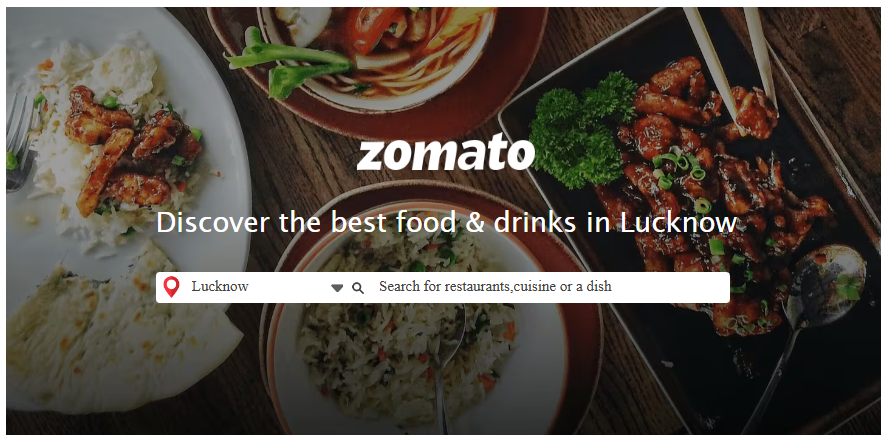 zomato
Discover the best food & drinks in Lucknow
Lucknow Search for restaurants,cuisine or a dish